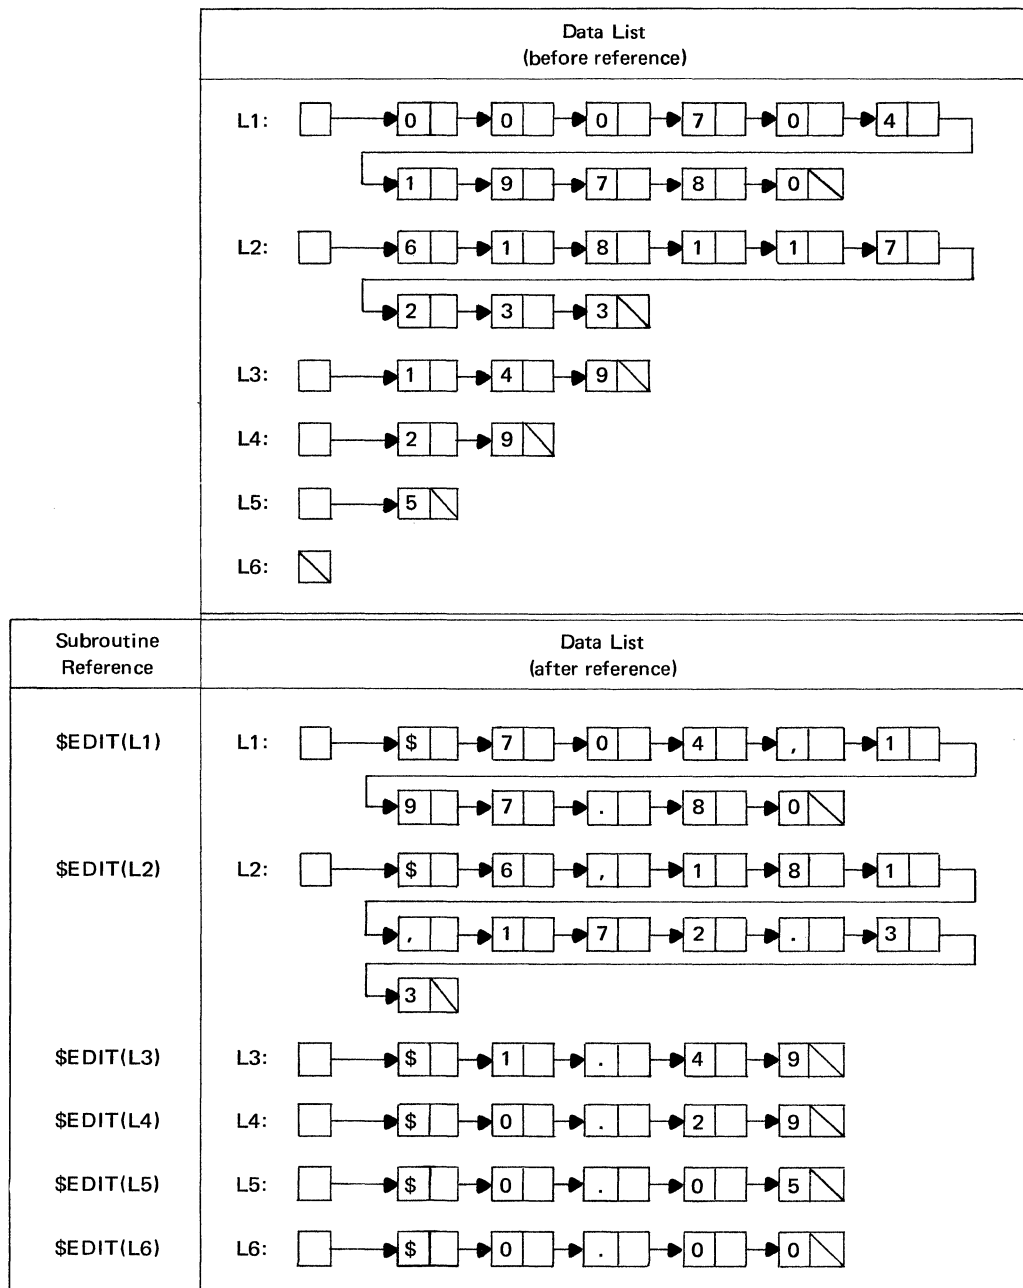 Data List
(before reference)
L1: 0 0 0 7 0 4
1 9 7 8 0
L2: 6 1 8 1 1 7
2 3 3
L3: 1 4 9
L4: 2 9
L5: 5
L6:
Subroutine Reference
Data List
(after reference)
$EDIT(L1) L1: $ 7 0 4 , 1
9 7 . 8 0
$EDIT(L2) L2: $ 6 , 1 8 1
, 1 7 2 . 3
3
$EDIT(L3) L3: $ 1 . 4 9
$EDIT(L4) L4: $ 0 . 2 9
$EDIT(L5) L5: $ 0 . 0 5
$EDIT(L6) L6: $ 0 . 0 0